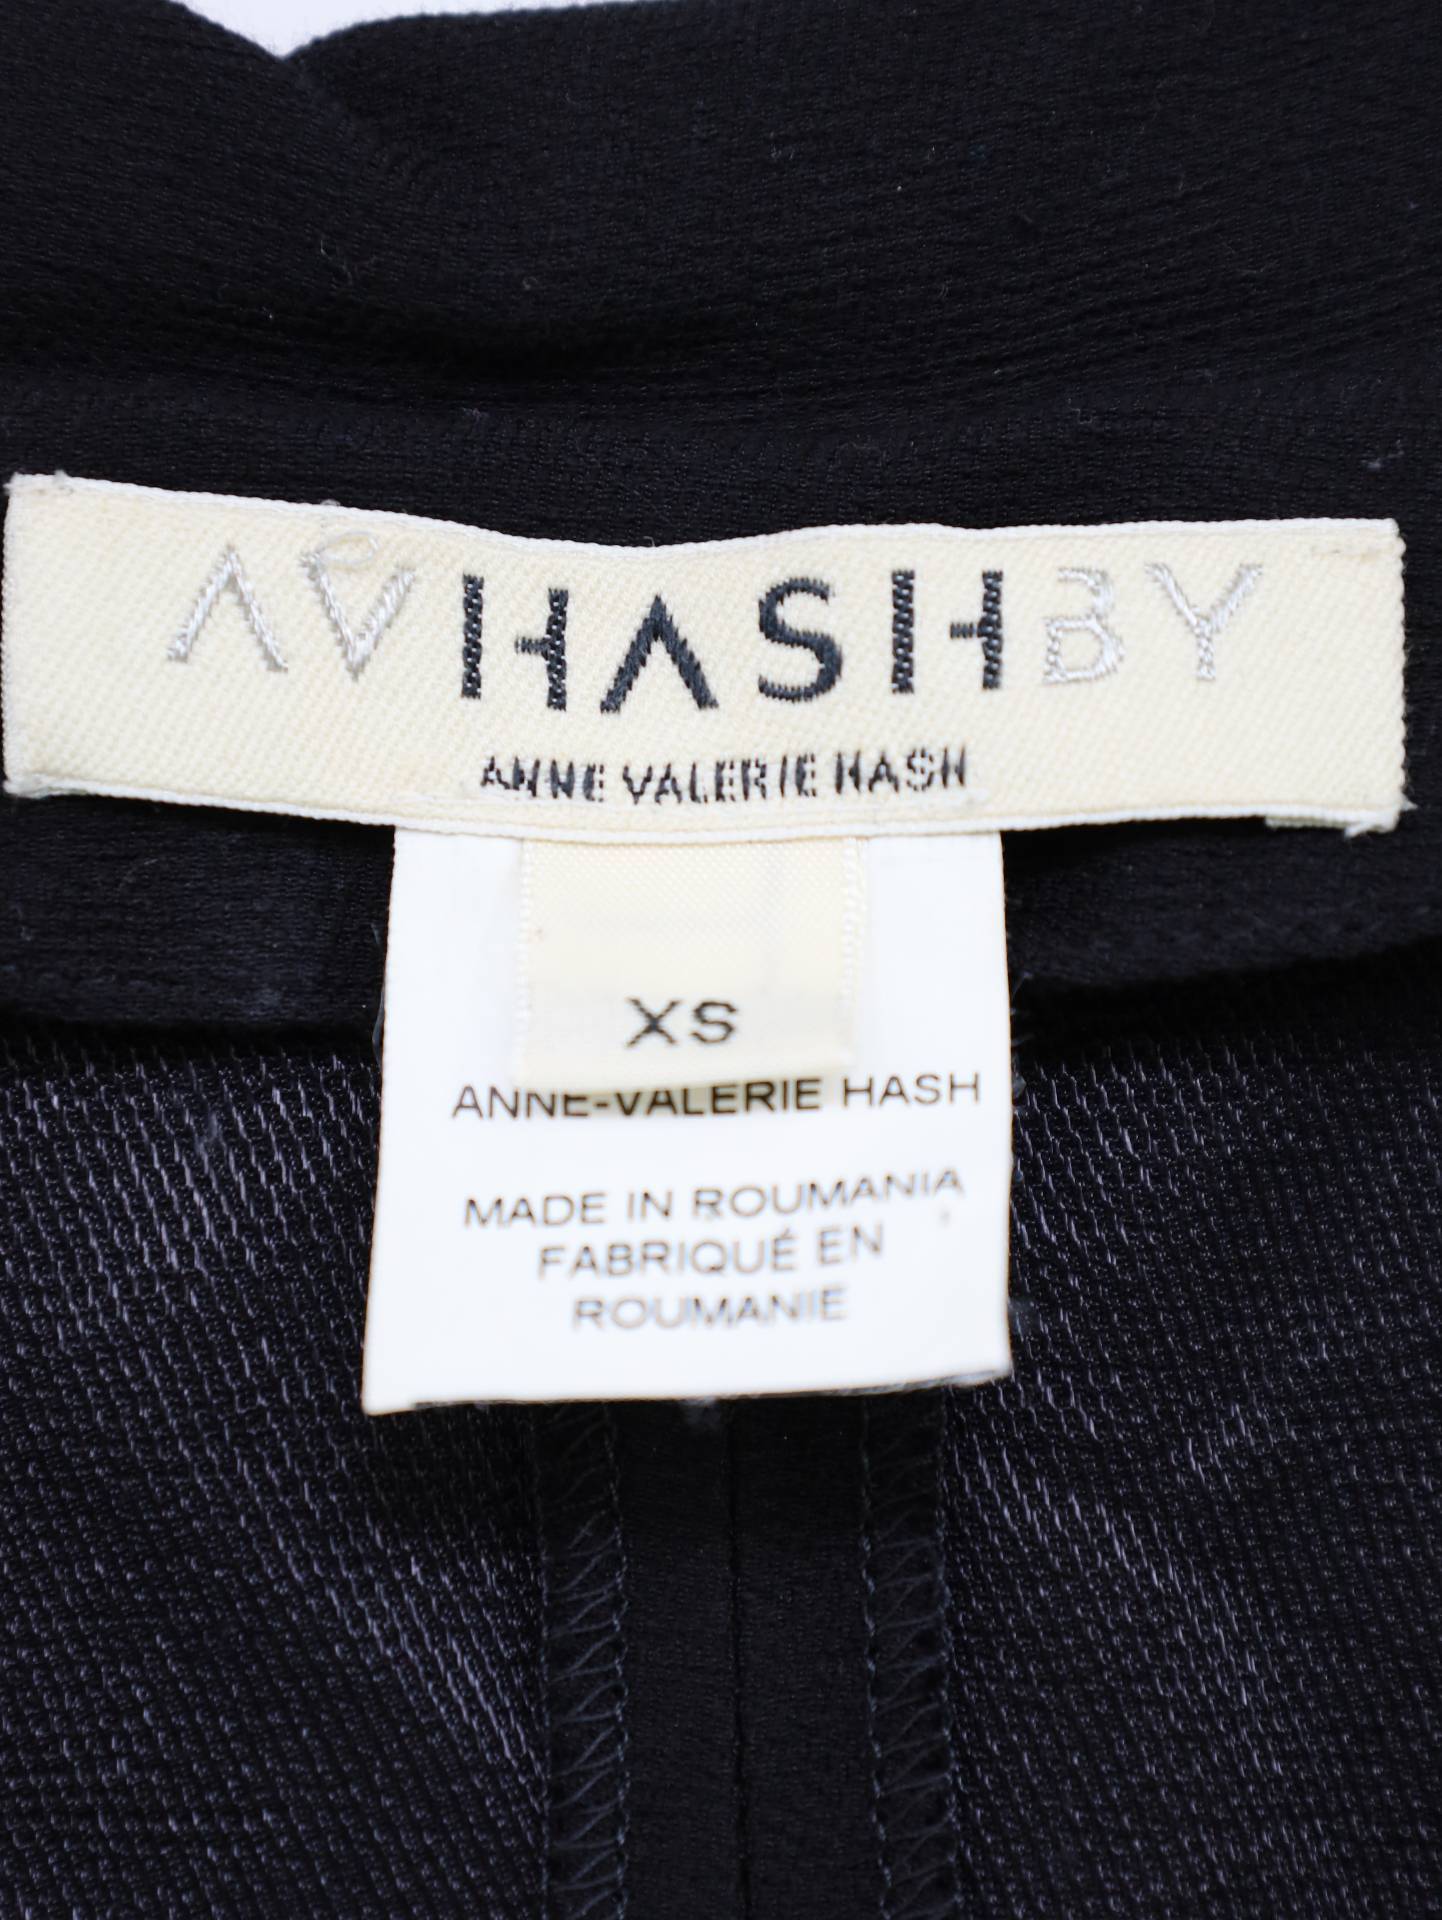 AVHASHBY
ANNE VALERIE HASH
XS
ANNE-VALERIE HASH
MADE IN ROUMANIA
FABRIQUÉ EN
ROUMANIE